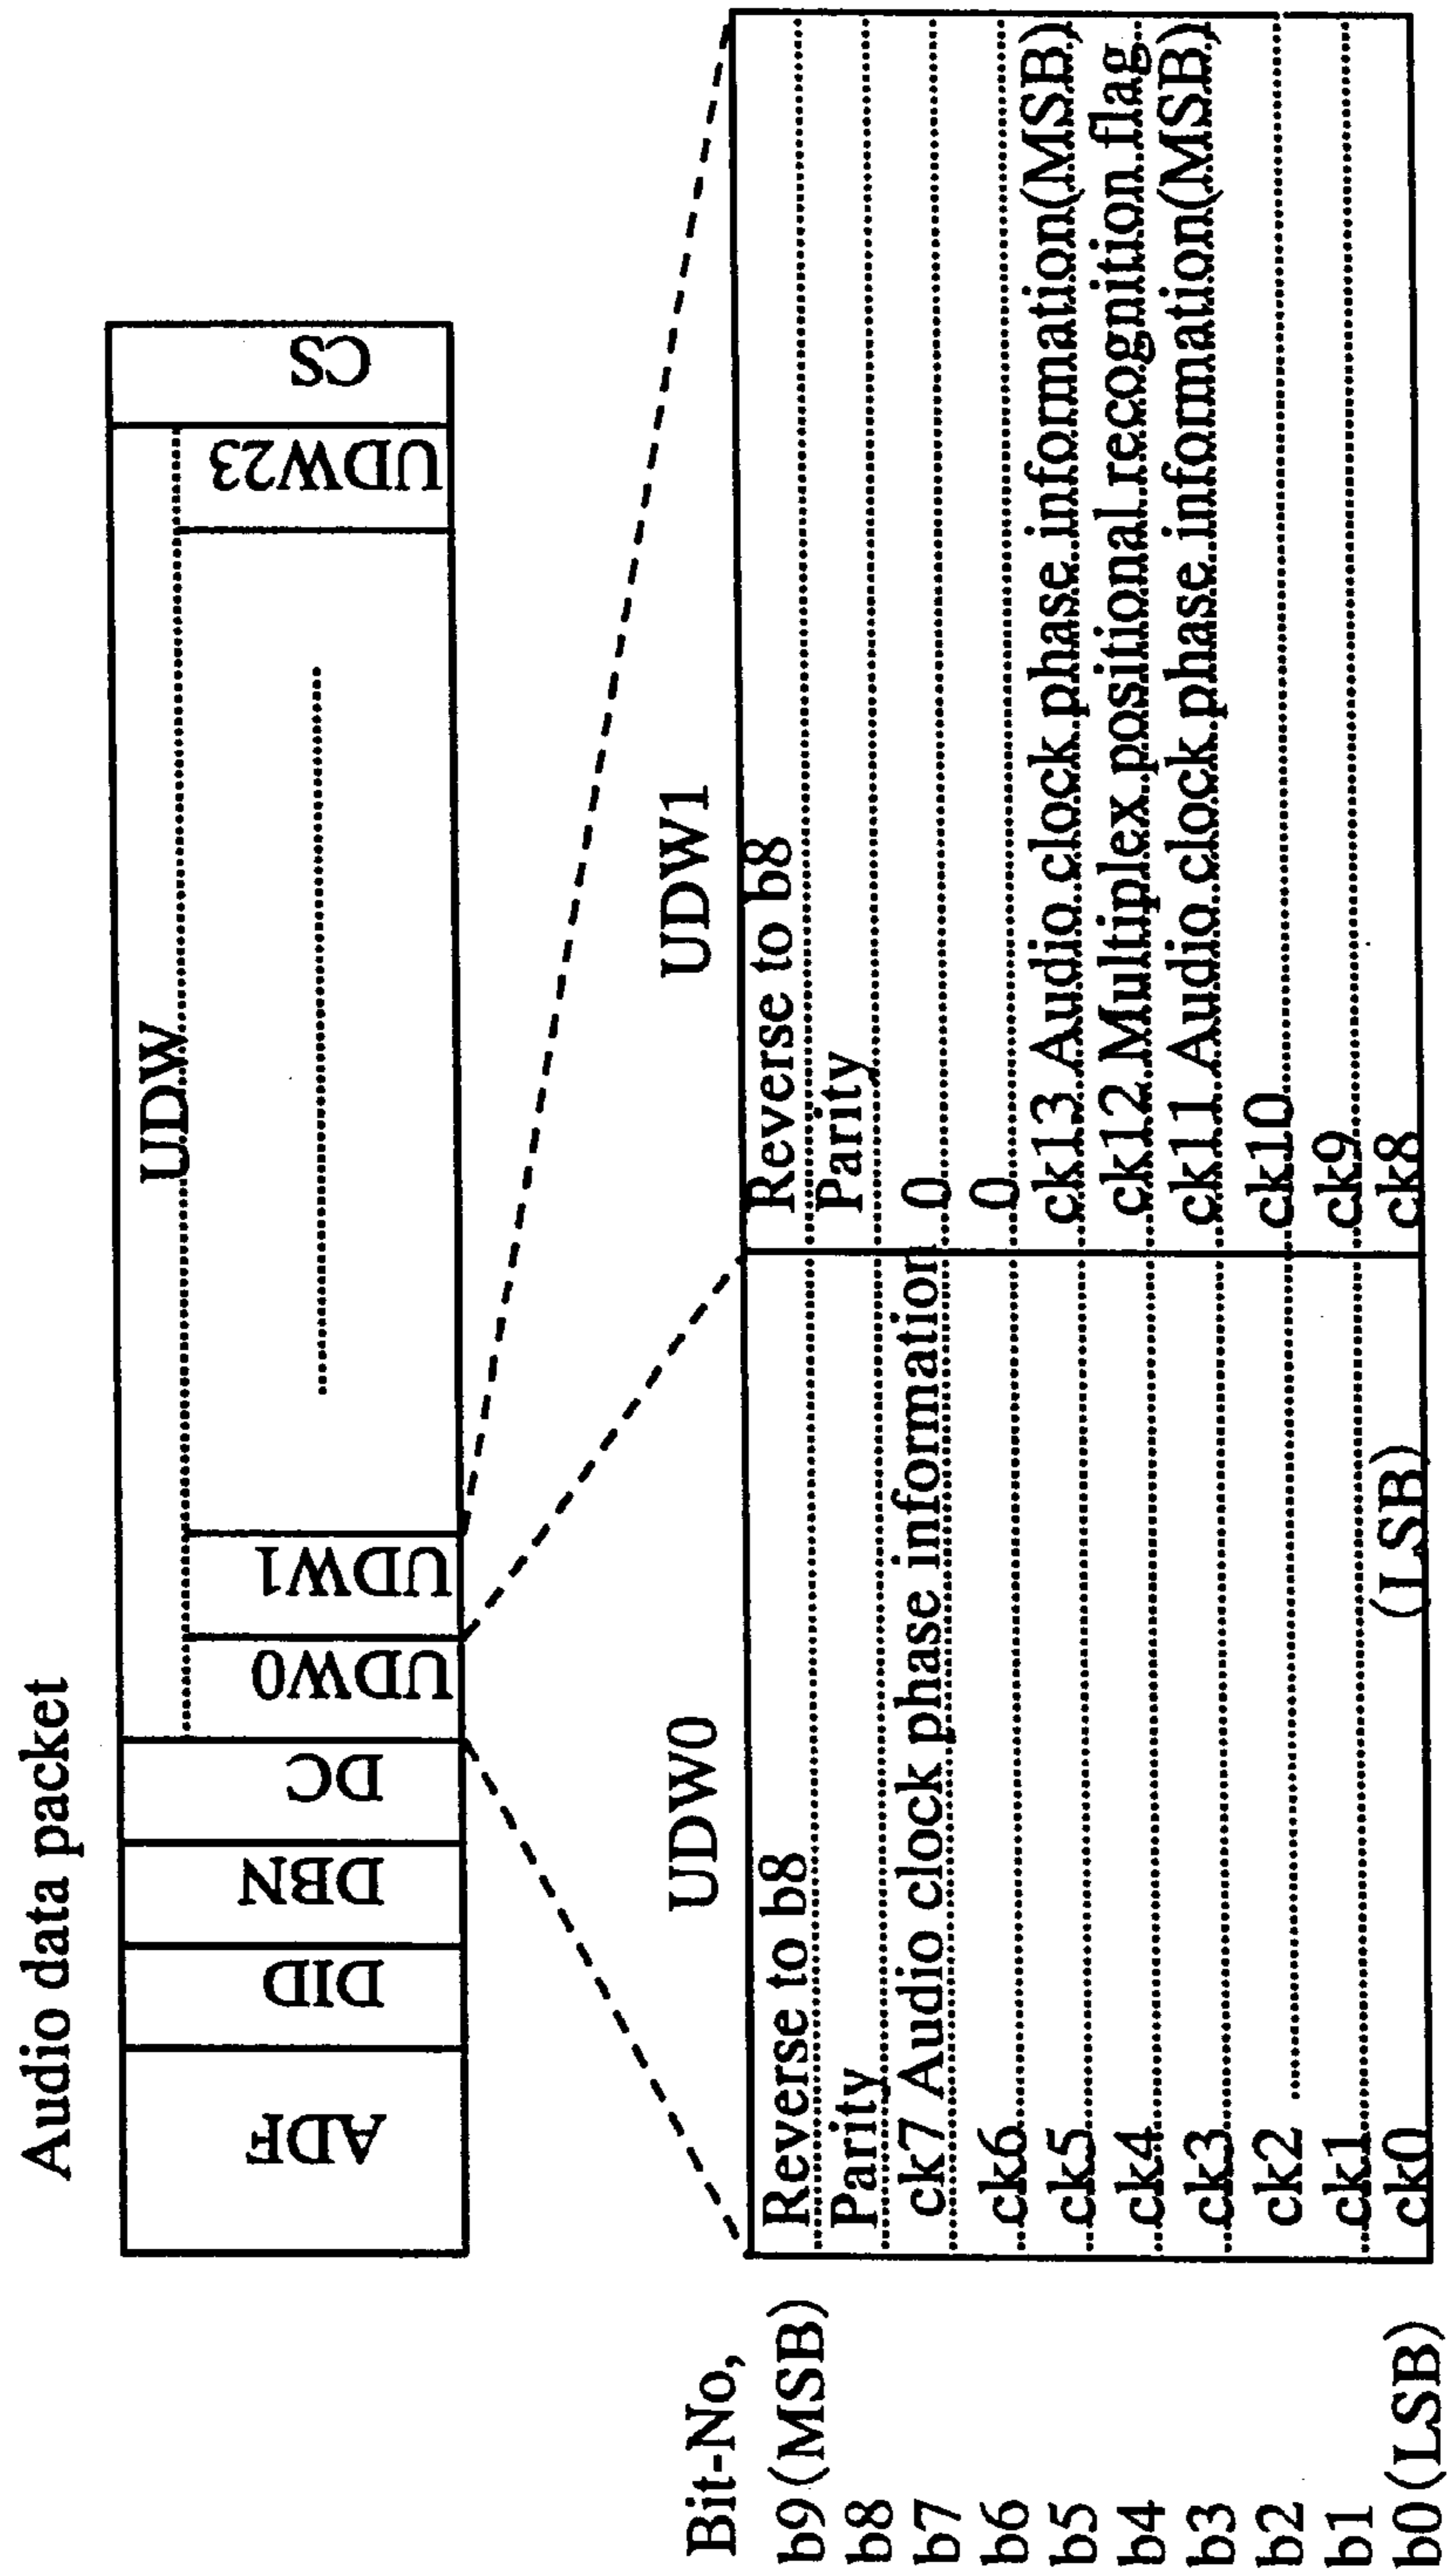 Audio data packet
ADF
DID
DBN
DC
UDW
UDW0
UDW1
UDW23
CS
Bit-No,
UDW0
UDW1
b9(MSB)
Reverse to b8
Reverse to b8
b8
Parity
Parity
b7
ck7 Audio clock phase information
0
b6
ck6
0
b5
ck5
ck13 Audio clock phase information(MSB)
b4
ck4
ck12 Multiplex positional recognition flag
b3
ck3
ck11 Audio clock phase information(MSB)
b2
ck2
ck10
b1
ck1
ck9
b0(LSB)
ck0
(LSB)
ck8